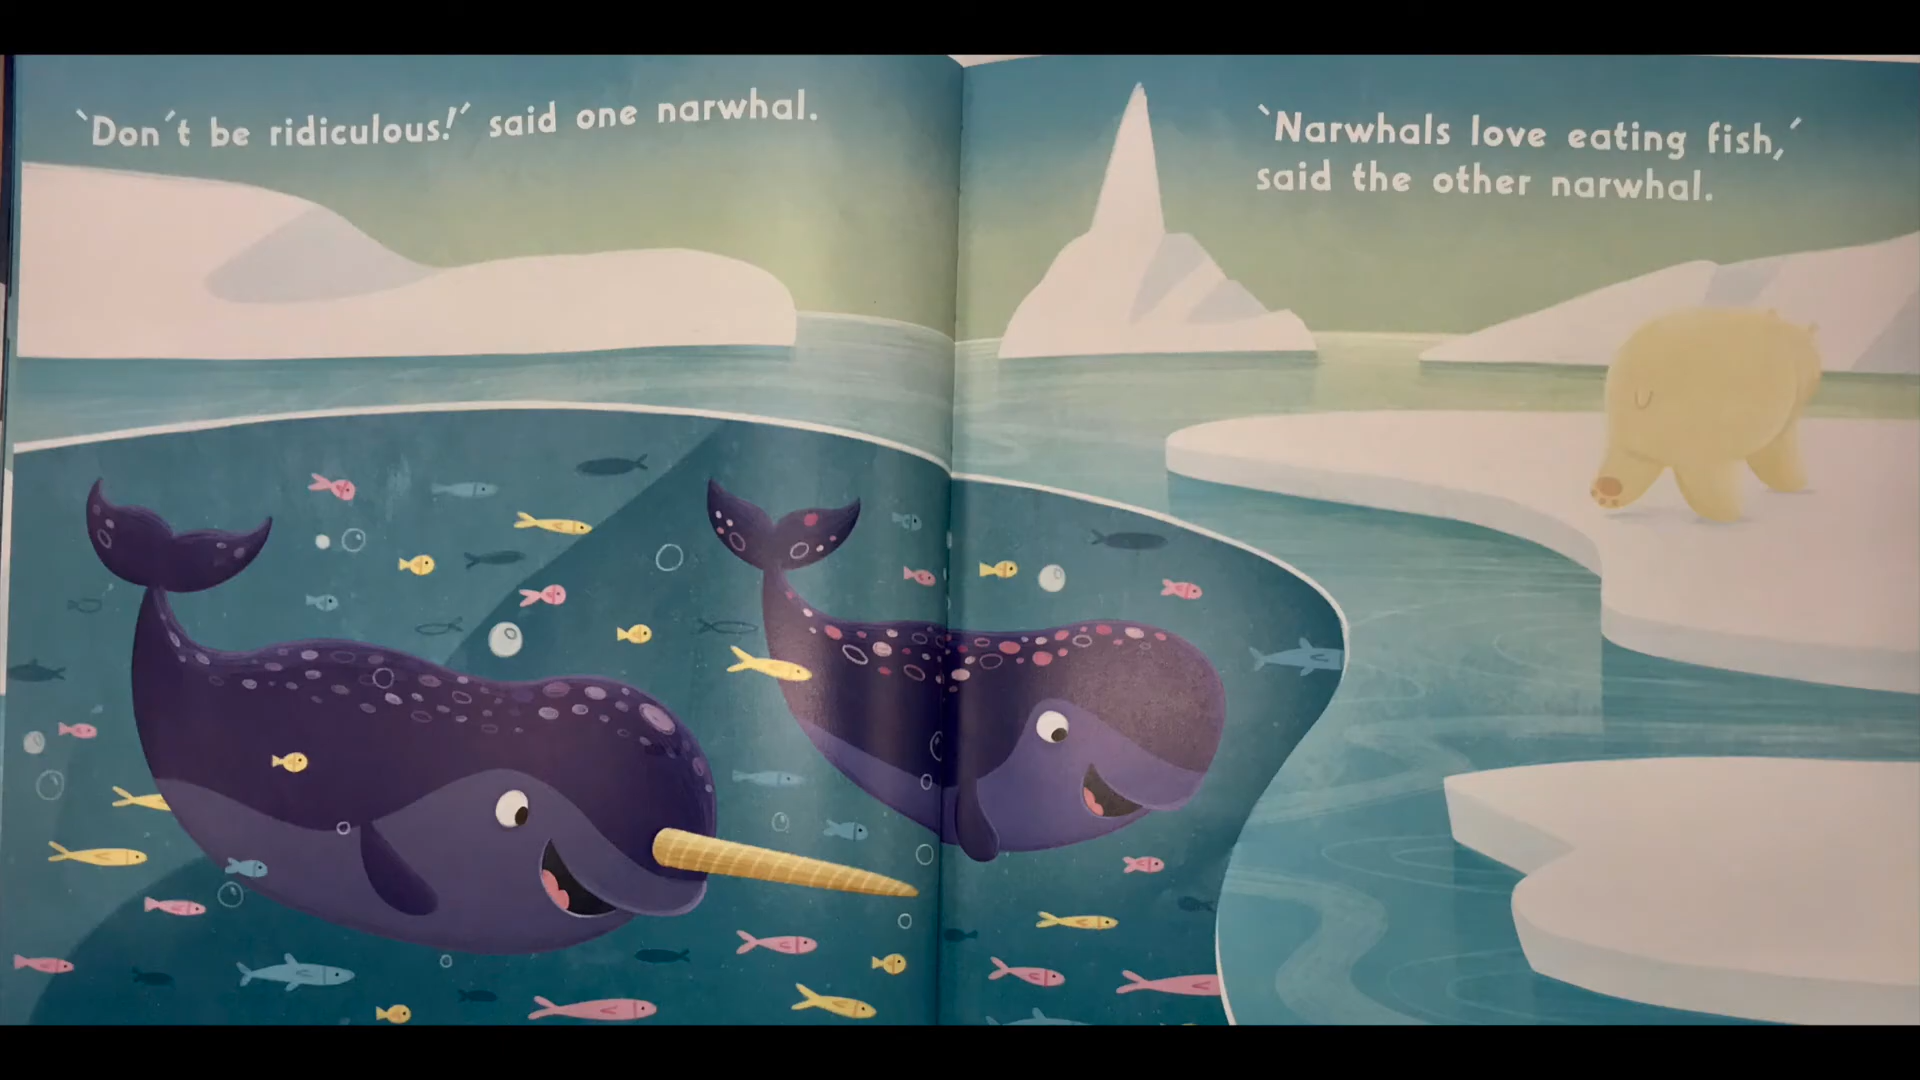 `Don´t be ridiculous!´ said one narwhal.
`Narwhals love eating fish,´
said the other narwhal.